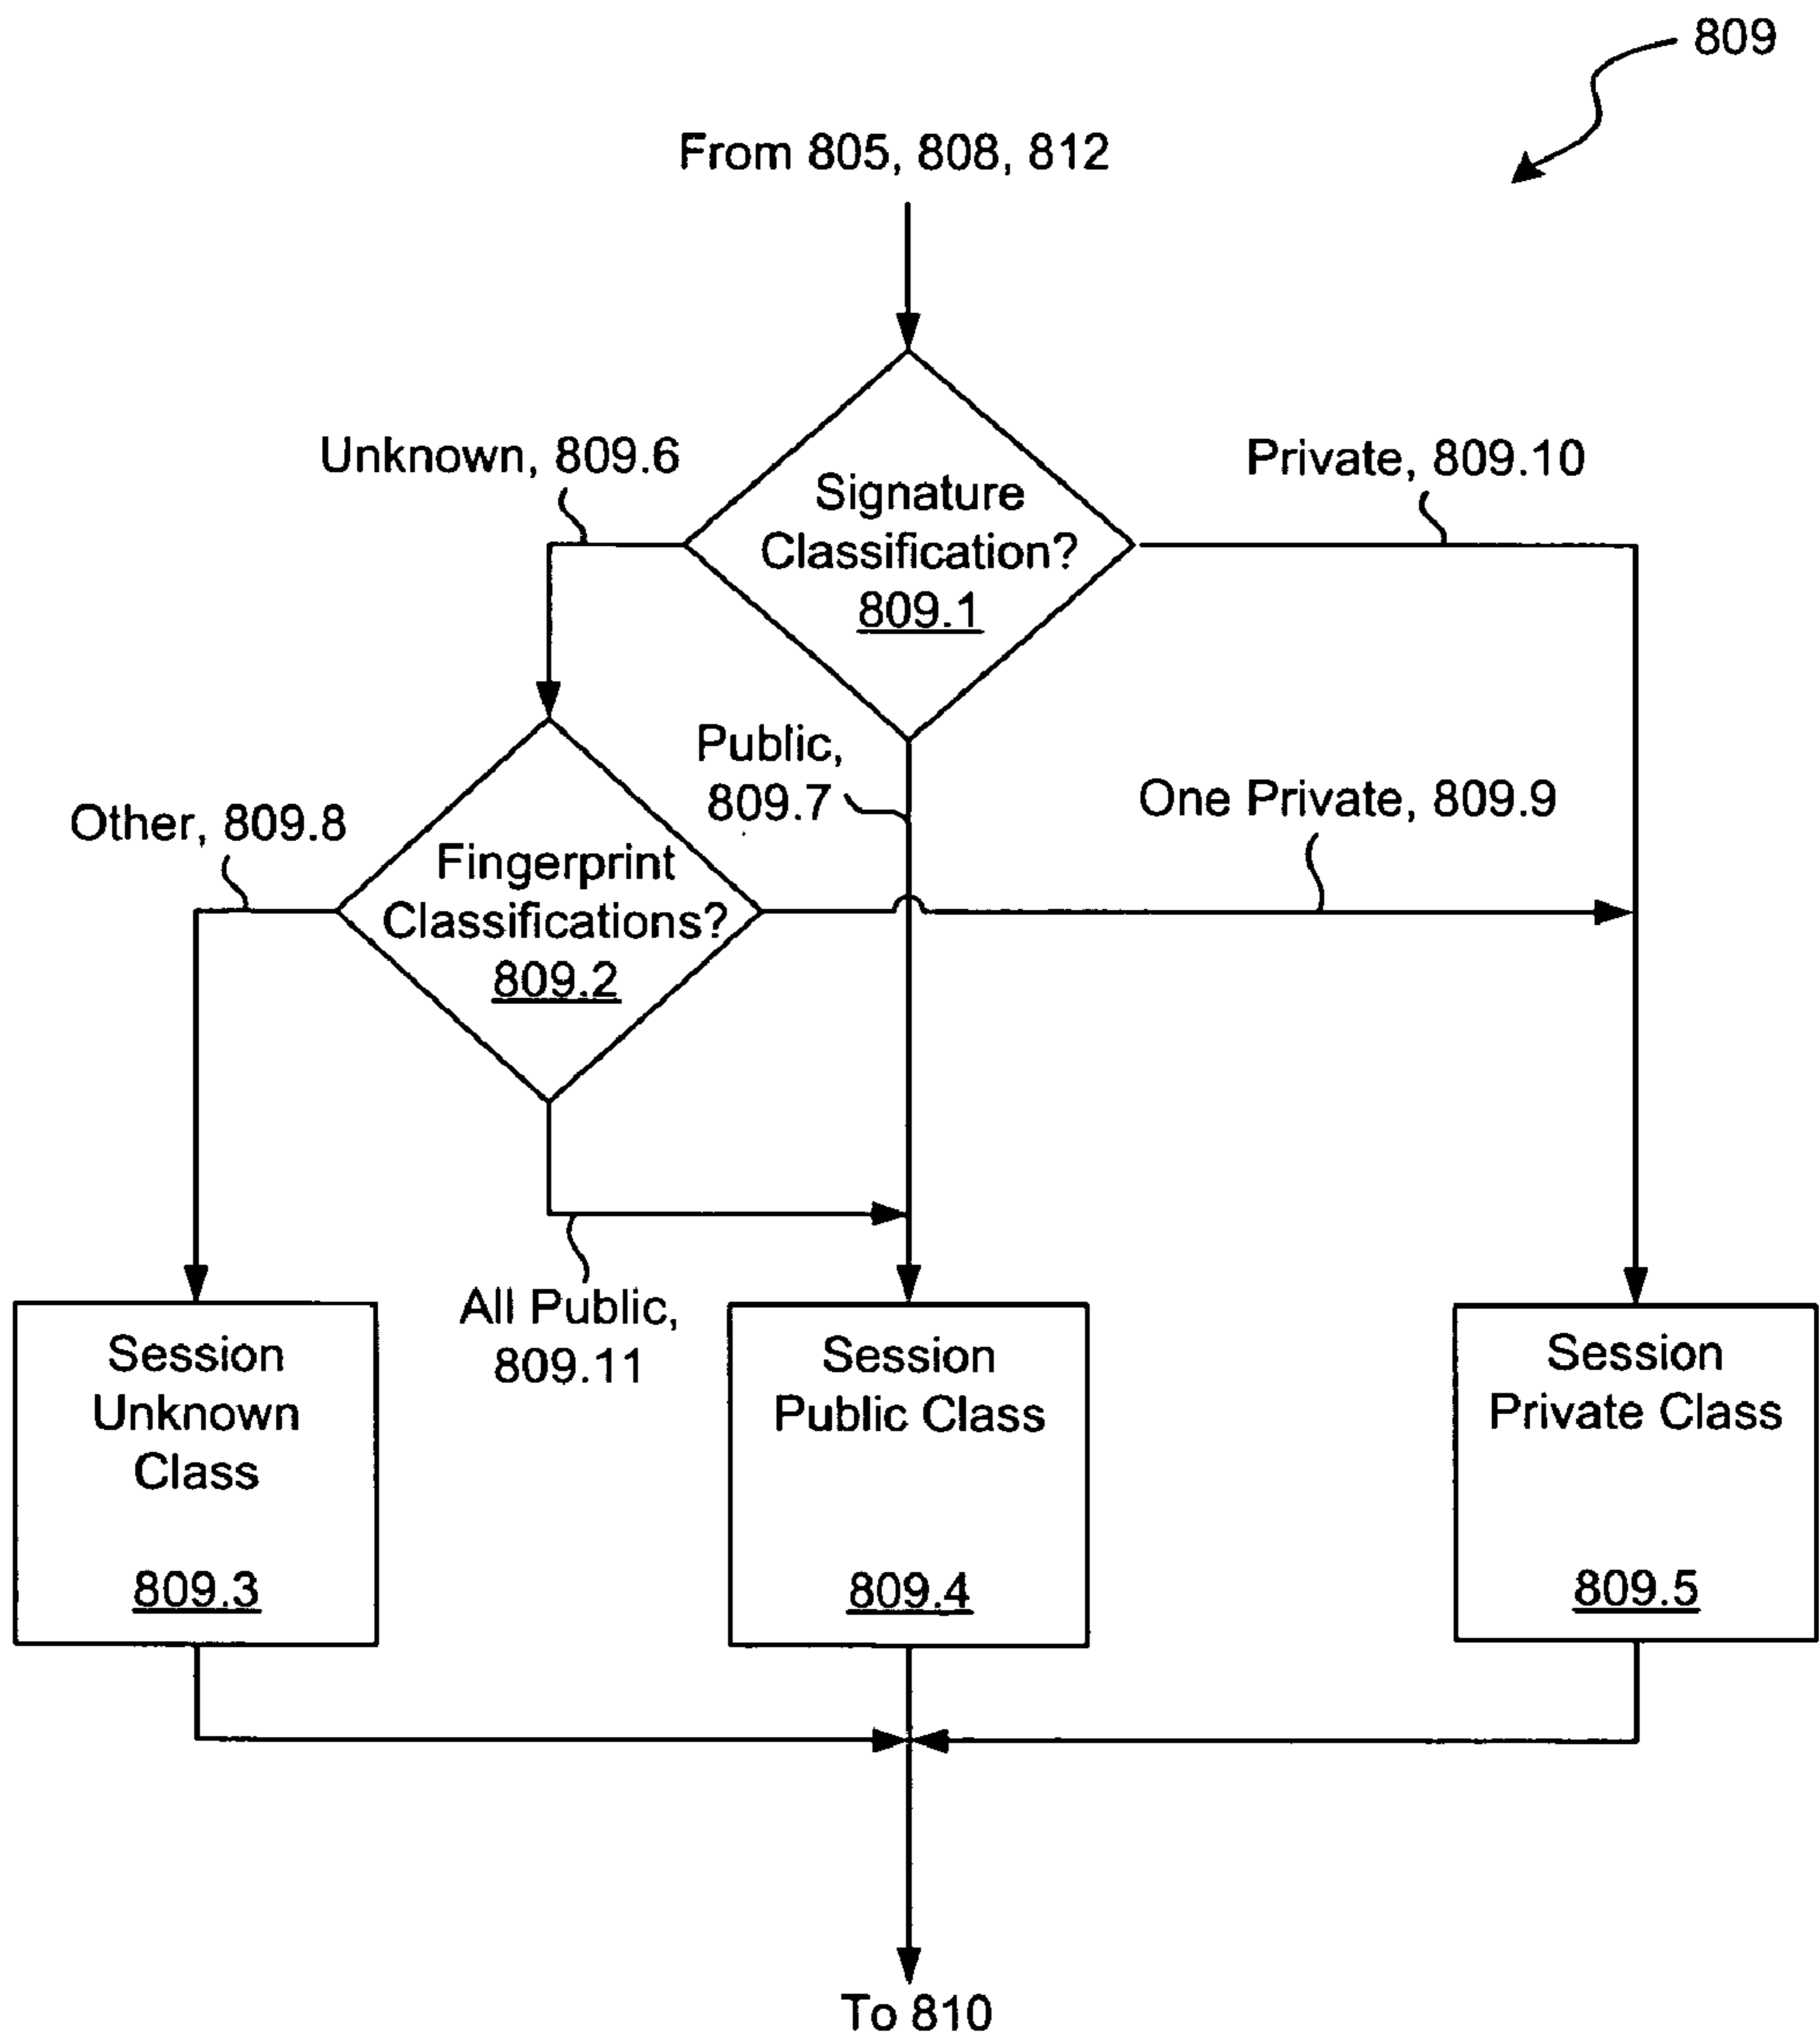 809
From 805, 808, 812
Unknown, 809.6
Private, 809.10
Signature
Classification?
809.1
Public,
809.7
One Private, 809.9
Other, 809.8
Fingerprint
Classifications?
809.2
All Public,
809.11
Session
Unknown
Class
809.3
Session
Public Class
809.4
Session
Private Class
809.5
To 810